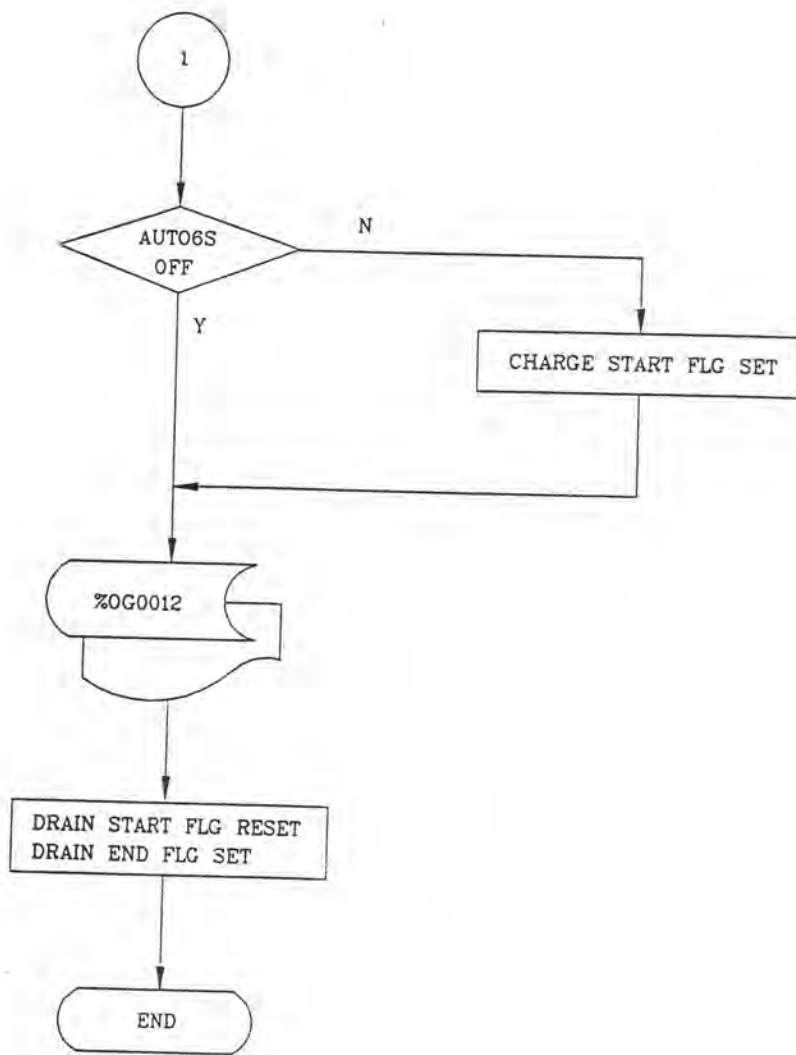 1
AUTO6S
OFF
N
Y
CHARGE START FLG SET
%OG0012
DRAIN START FLG RESET
DRAIN END FLG SET
END